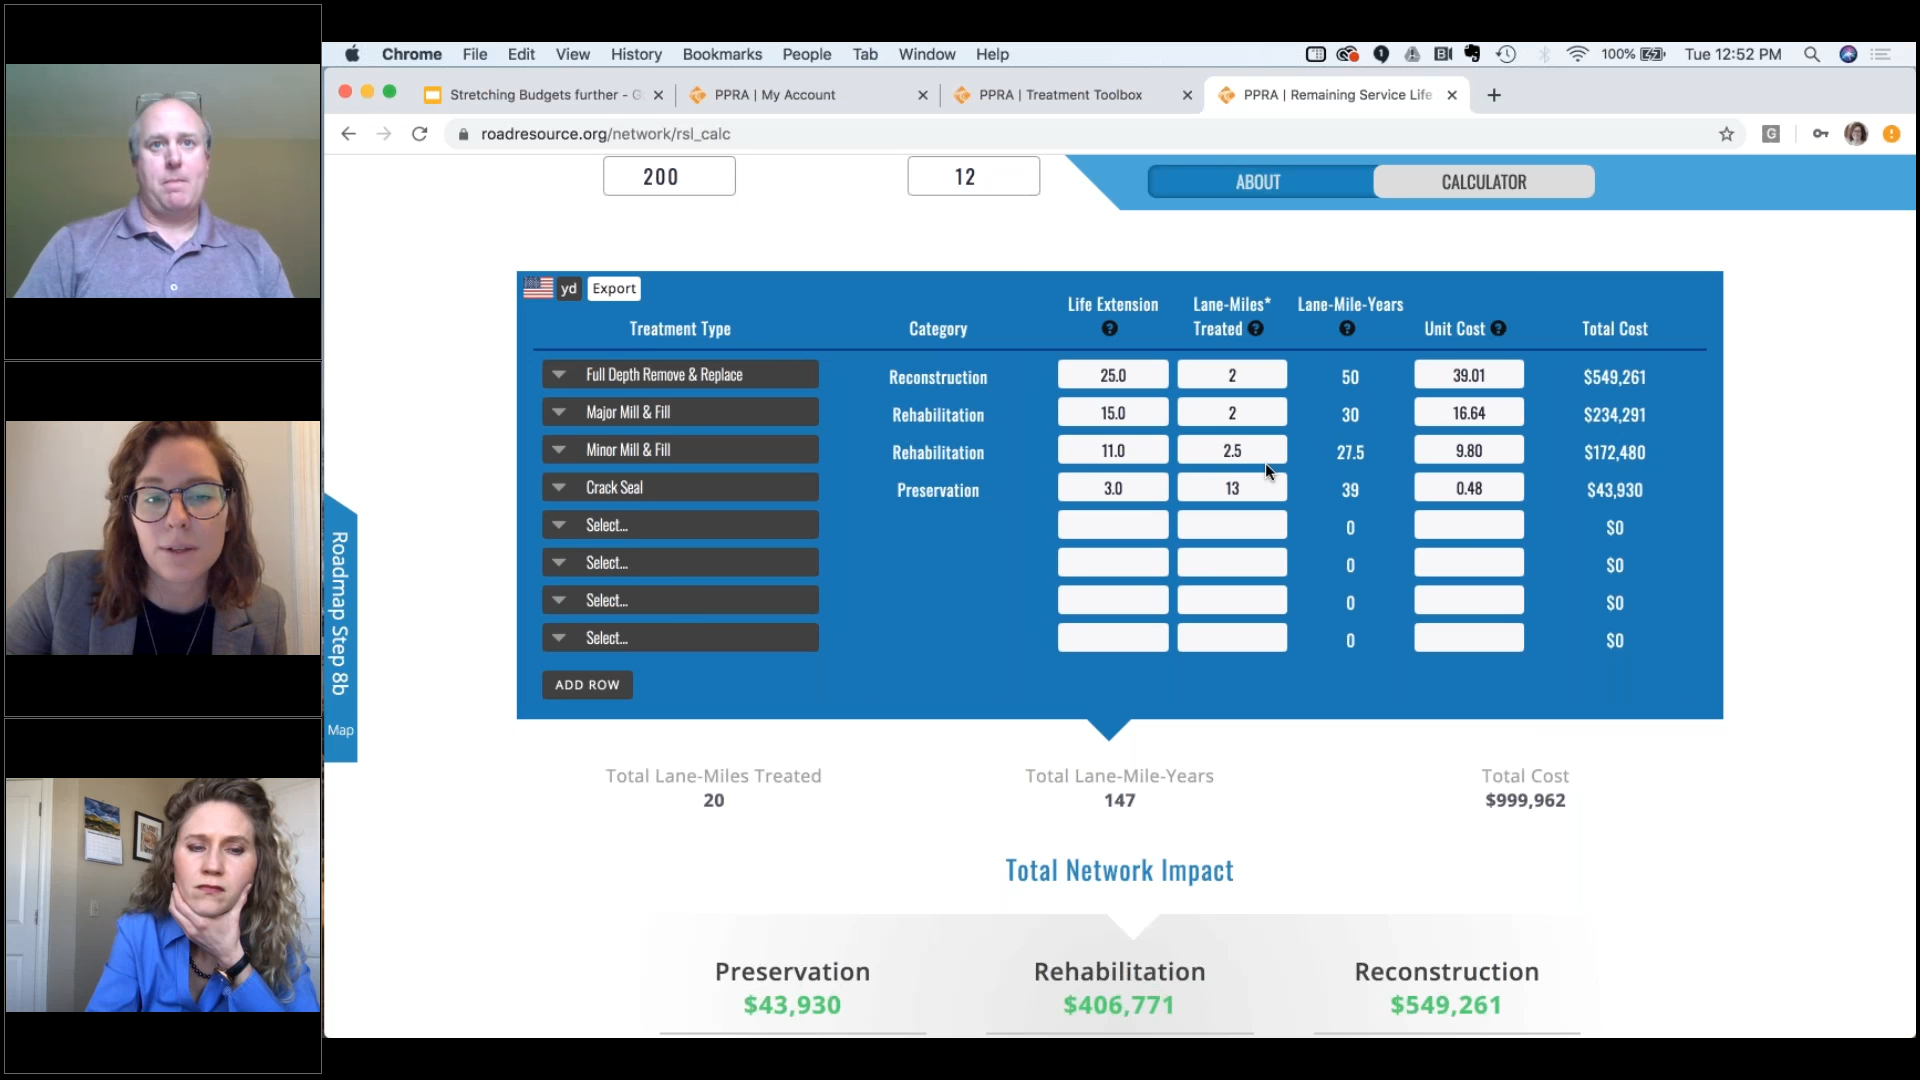 Chrome File Edit View History Bookmarks People Tab Window Help 100% Tue 12:52 PM
Stretching Budgets further - G PPRA | My Account PPRA | Treatment Toolbox PPRA | Remaining Service Life
roadresource.org/network/rsl_calc
200 12 ABOUT CALCULATOR
yd Export
Treatment Type Category Life Extension Lane-Miles* Treated Lane-Mile-Years Unit Cost Total Cost
Full Depth Remove & Replace Reconstruction 25.0 2 50 39.01 $549,261
Major Mill & Fill Rehabilitation 15.0 2 30 16.64 $234,291
Minor Mill & Fill Rehabilitation 11.0 2.5 27.5 9.80 $172,480
Crack Seal Preservation 3.0 13 39 0.48 $43,930
Select... 0 $0
Select... 0 $0
Select... 0 $0
Select... 0 $0
ADD ROW
Roadmap Step 8b
Map
Total Lane-Miles Treated Total Lane-Mile-Years Total Cost
20 147 $999,962
Total Network Impact
Preservation Rehabilitation Reconstruction
$43,930 $406,771 $549,261